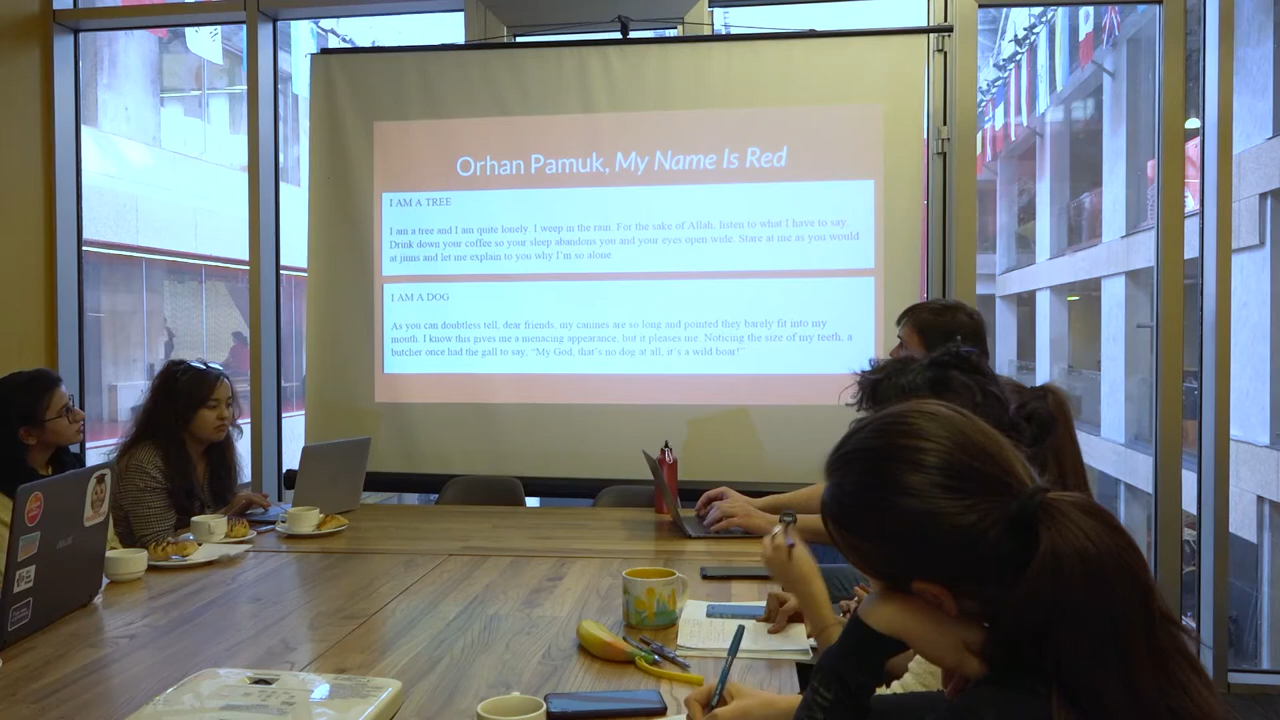 Orhan Pamuk, My Name Is Red
I AM A TREE
I am a tree and I am quite lonely. I weep in the rain. For the sake of Allah, listen to what I have to say.
Drink down your coffee so your sleep abandons you and your eyes open wide. Stare at me as you would
at jinns and let me explain to you why I'm so alone
I AM A DOG
As you can doubtless tell, dear friends, my canines are so long and pointed they barely fit into my
mouth. I know this gives me a menacing appearance, but it pleases me. Noticing the size of my teeth, a
butcher once had the gall to say, "My God, that's no dog at all, it's a wild boar!"